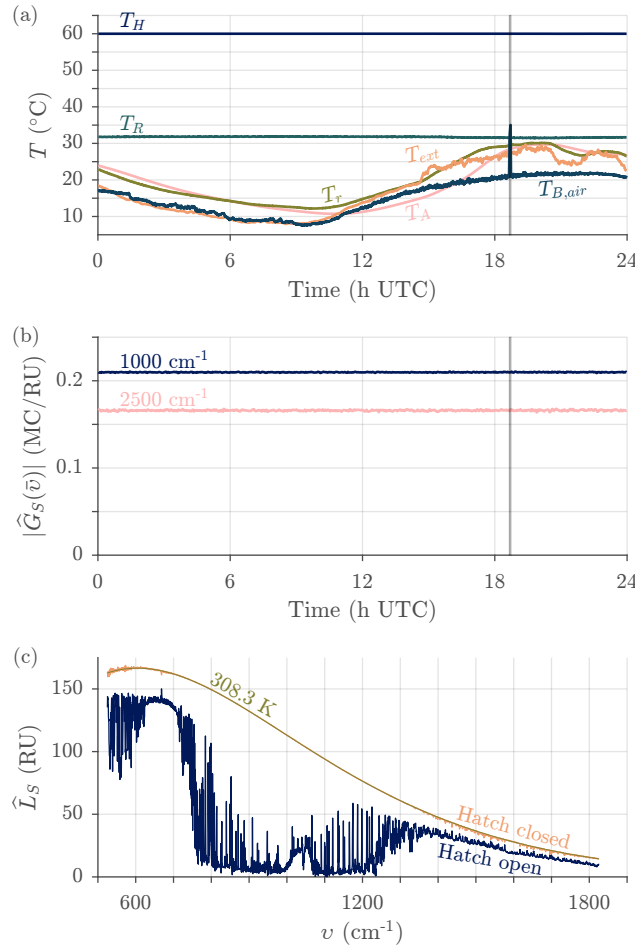 (a)
T_H
60
50
40
T_R
30
T_ext
T_r
20
T_A
T_B,air
10
T (°C)
0 6 12 18 24
Time (h UTC)
(b)
1000 cm⁻¹
0.2
2500 cm⁻¹
0.1
0
|Ĝ_S(ῡ)| (MC/RU)
0 6 12 18 24
Time (h UTC)
(c)
308.3 K
150
100
50
Hatch closed
Hatch open
0
L̂_S (RU)
600 1200 1800
υ (cm⁻¹)